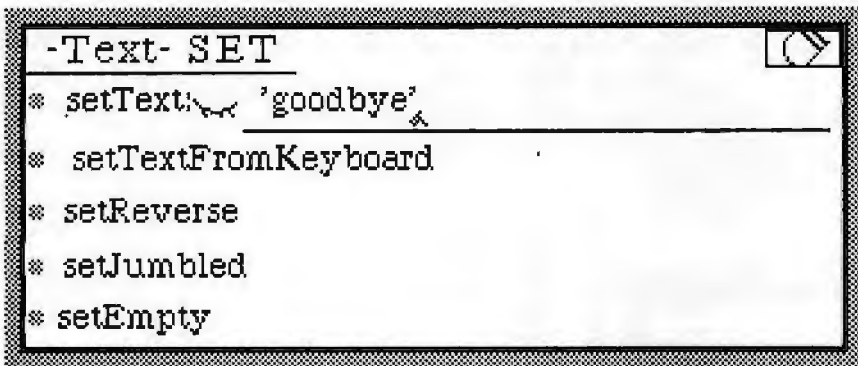 -Text- SET
setText: 'goodbye'
setTextFromKeyboard
setReverse
setJumbled
setEmpty